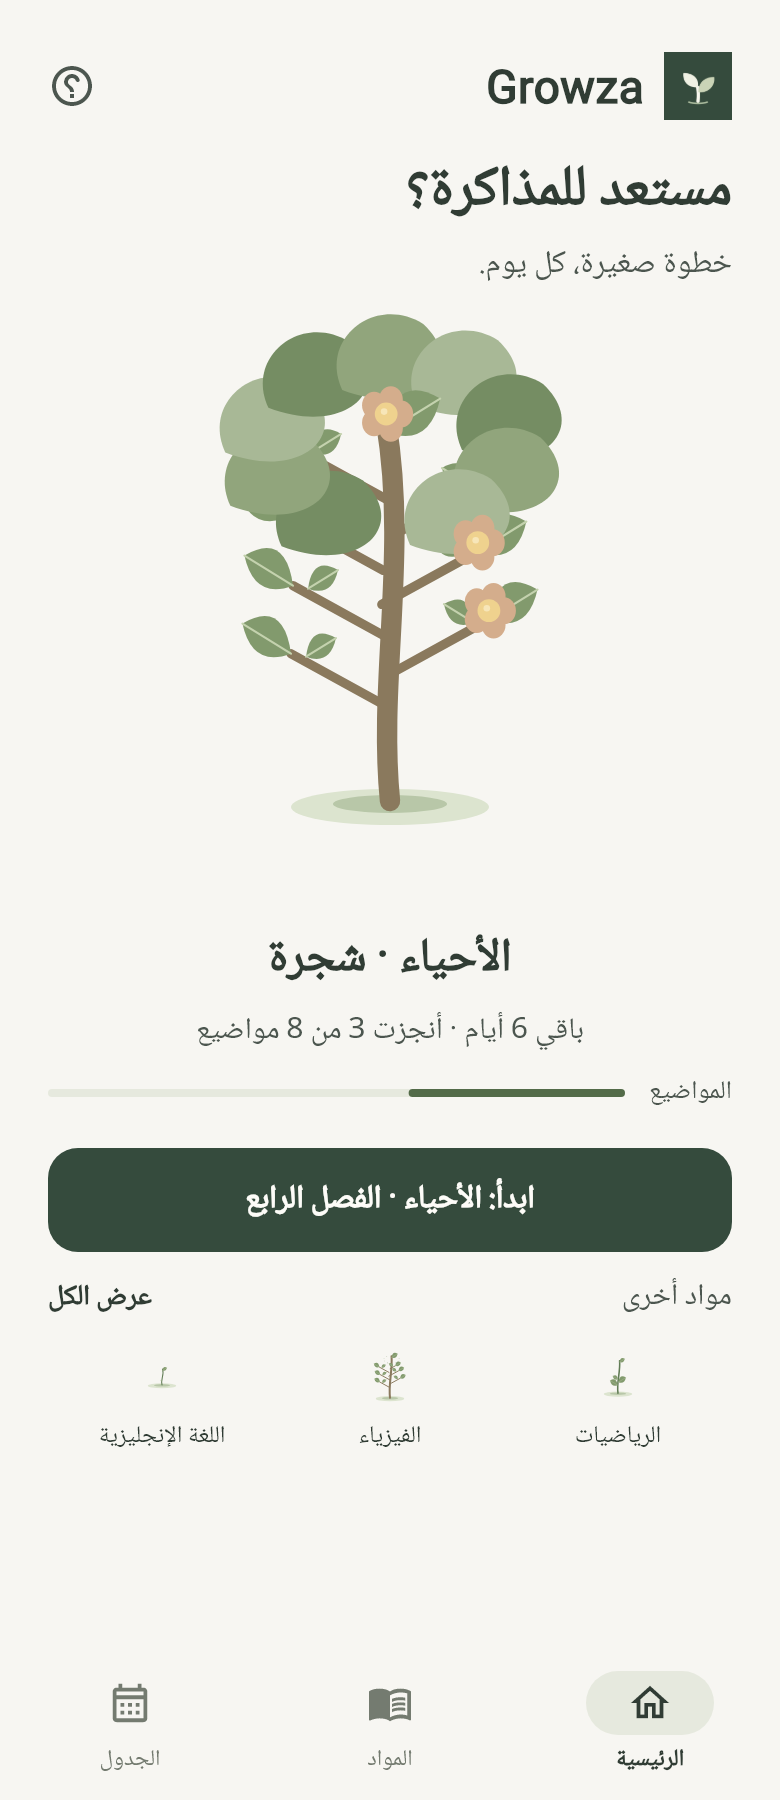 Growza
مستعد للمذاكرة؟
خطوة صغيرة، كل يوم.
الأحياء · شجرة
باقي 6 أيام · أنجزت 3 من 8 مواضيع
المواضيع
ابدأ: الأحياء · الفصل الرابع
مواد أخرى
عرض الكل
الرياضيات
الفيزياء
اللغة الإنجليزية
الرئيسية
المواد
الجدول